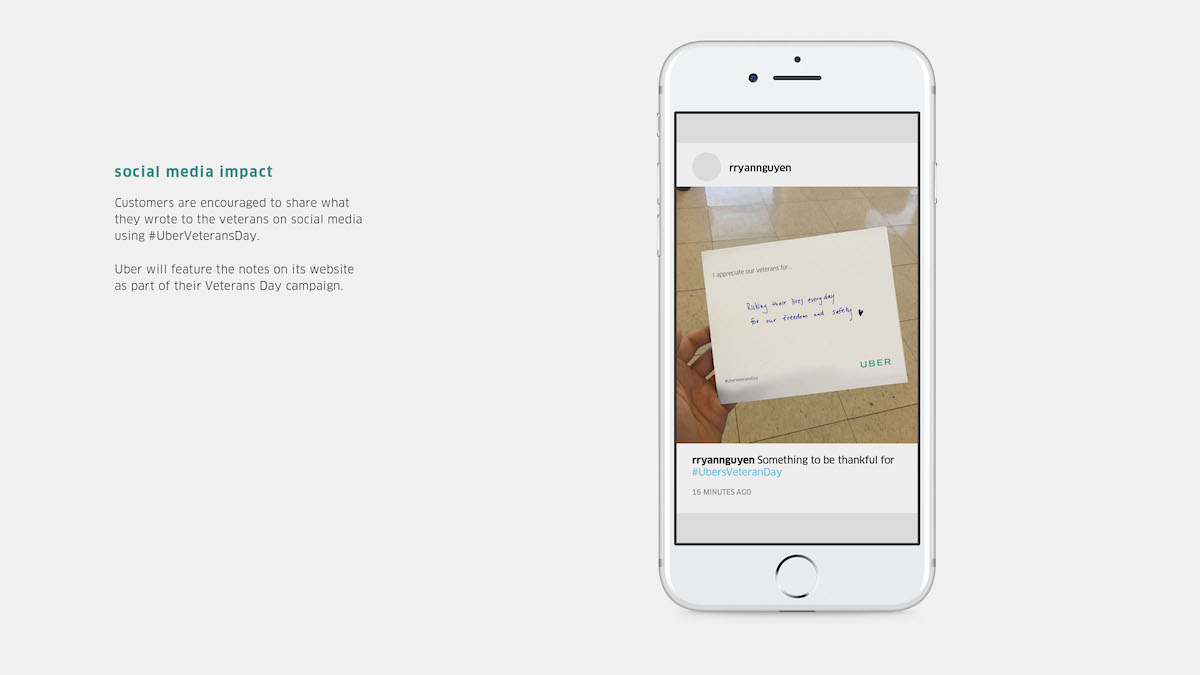 social media impact
Customers are encouraged to share what
they wrote to the veterans on social media
using #UberVeteransDay.
Uber will feature the notes on its website
as part of their Veterans Day campaign.
rryannguyen
I appreciate our veterans for...
Risking their lives everyday
for our freedom and safety ♥
UBER
#UberVeteransDay
rryannguyen Something to be thankful for
#UbersVeteranDay
16 MINUTES AGO